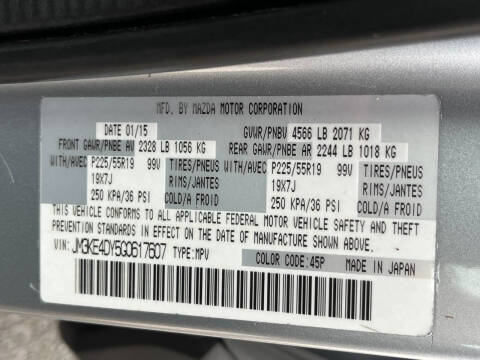 MFD. BY MAZDA MOTOR CORPORATION
DATE 01/15 GVWR/PNBV 4566 LB 2071 KG
FRONT GAWR/PNBE AV 2328 LB 1056 KG REAR GAWR/PNBE AR 2244 LB 1018 KG
WITH/AVEC P225/55R19 99V TIRES/PNEUS WITH/AVEC P225/55R19 99V TIRES/PNEUS
19X7J RIMS/JANTES 19X7J RIMS/JANTES
250 KPA/36 PSI 250 KPA/36 PSI
THIS VEHICLE CONFORMS TO ALL APPLICABLE FEDERAL MOTOR VEHICLE SAFETY AND THEFT
PREVENTION STANDARDS IN EFFECT ON THE DATE OF MANUFACTURE SHOWN ABOVE.
VIN: JM3KE4DY5G0617607 TYPE:MPV
COLOR CODE:45P MADE IN JAPAN